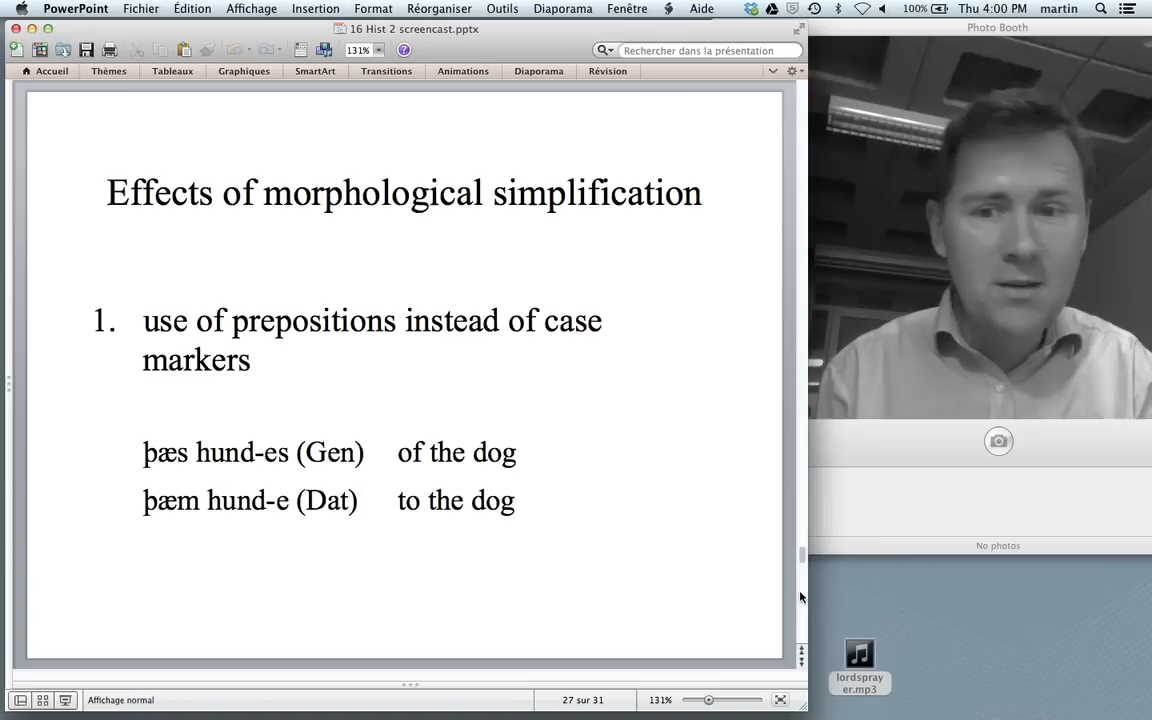 PowerPoint Fichier Édition Affichage Insertion Format Réorganiser Outils Diaporama Fenêtre Aide 100% Thu 4:00 PM martin
16 Hist 2 screencast.pptx
Photo Booth
131% Rechercher dans la présentation
Accueil Thèmes Tableaux Graphiques SmartArt Transitions Animations Diaporama Révision
Effects of morphological simplification
1. use of prepositions instead of case
markers
þæs hund-es (Gen) of the dog
þæm hund-e (Dat) to the dog
No photos
lordspray
er.mp3
Affichage normal 27 sur 31 131%